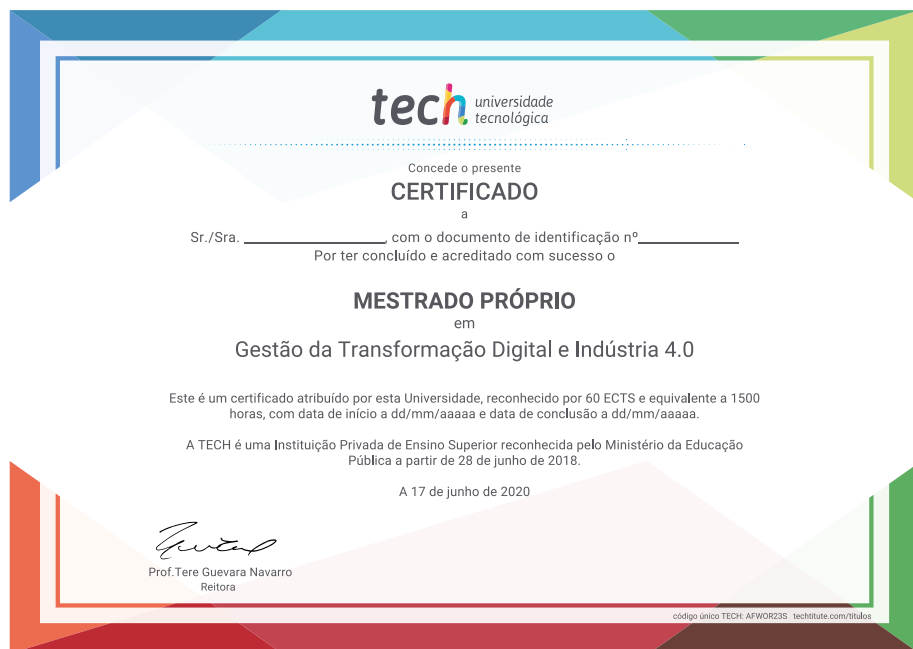 tech universidade
tecnológica
Concede o presente
CERTIFICADO
a
Sr./Sra. ____________, com o documento de identificação nº____________
Por ter concluído e acreditado com sucesso o
MESTRADO PRÓPRIO
em
Gestão da Transformação Digital e Indústria 4.0
Este é um certificado atribuído por esta Universidade, reconhecido por 60 ECTS e equivalente a 1500
horas, com data de início a dd/mm/aaaaa e data de conclusão a dd/mm/aaaaa.
A TECH é uma Instituição Privada de Ensino Superior reconhecida pelo Ministério da Educação
Pública a partir de 28 de junho de 2018.
A 17 de junho de 2020
Prof.Tere Guevara Navarro
Reitora
código único TECH: AFWOR23S techtitute.com/titulos